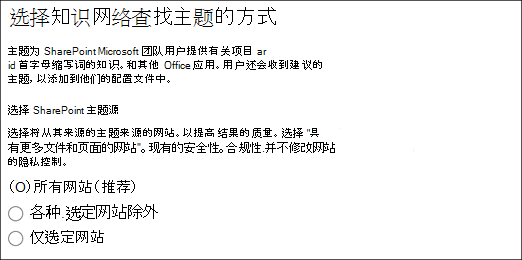 选择知识网络查找主题的方式
主题为 SharePoint Microsoft 团队用户提供有关项目 ar
id 首字母缩写词的知识。和其他 Office 应用。用户还会收到建议的
主题，以添加到他们的配置文件中。
选择 SharePoint 主题源
选择将从其来源的主题来源的网站。以提高结果的质量。选择 "具
有更多文件和页面的网站"。现有的安全性。合规性.并不修改网站
的隐私控制。
(O)所有网站(推荐)
各种.选定网站除外
仅选定网站